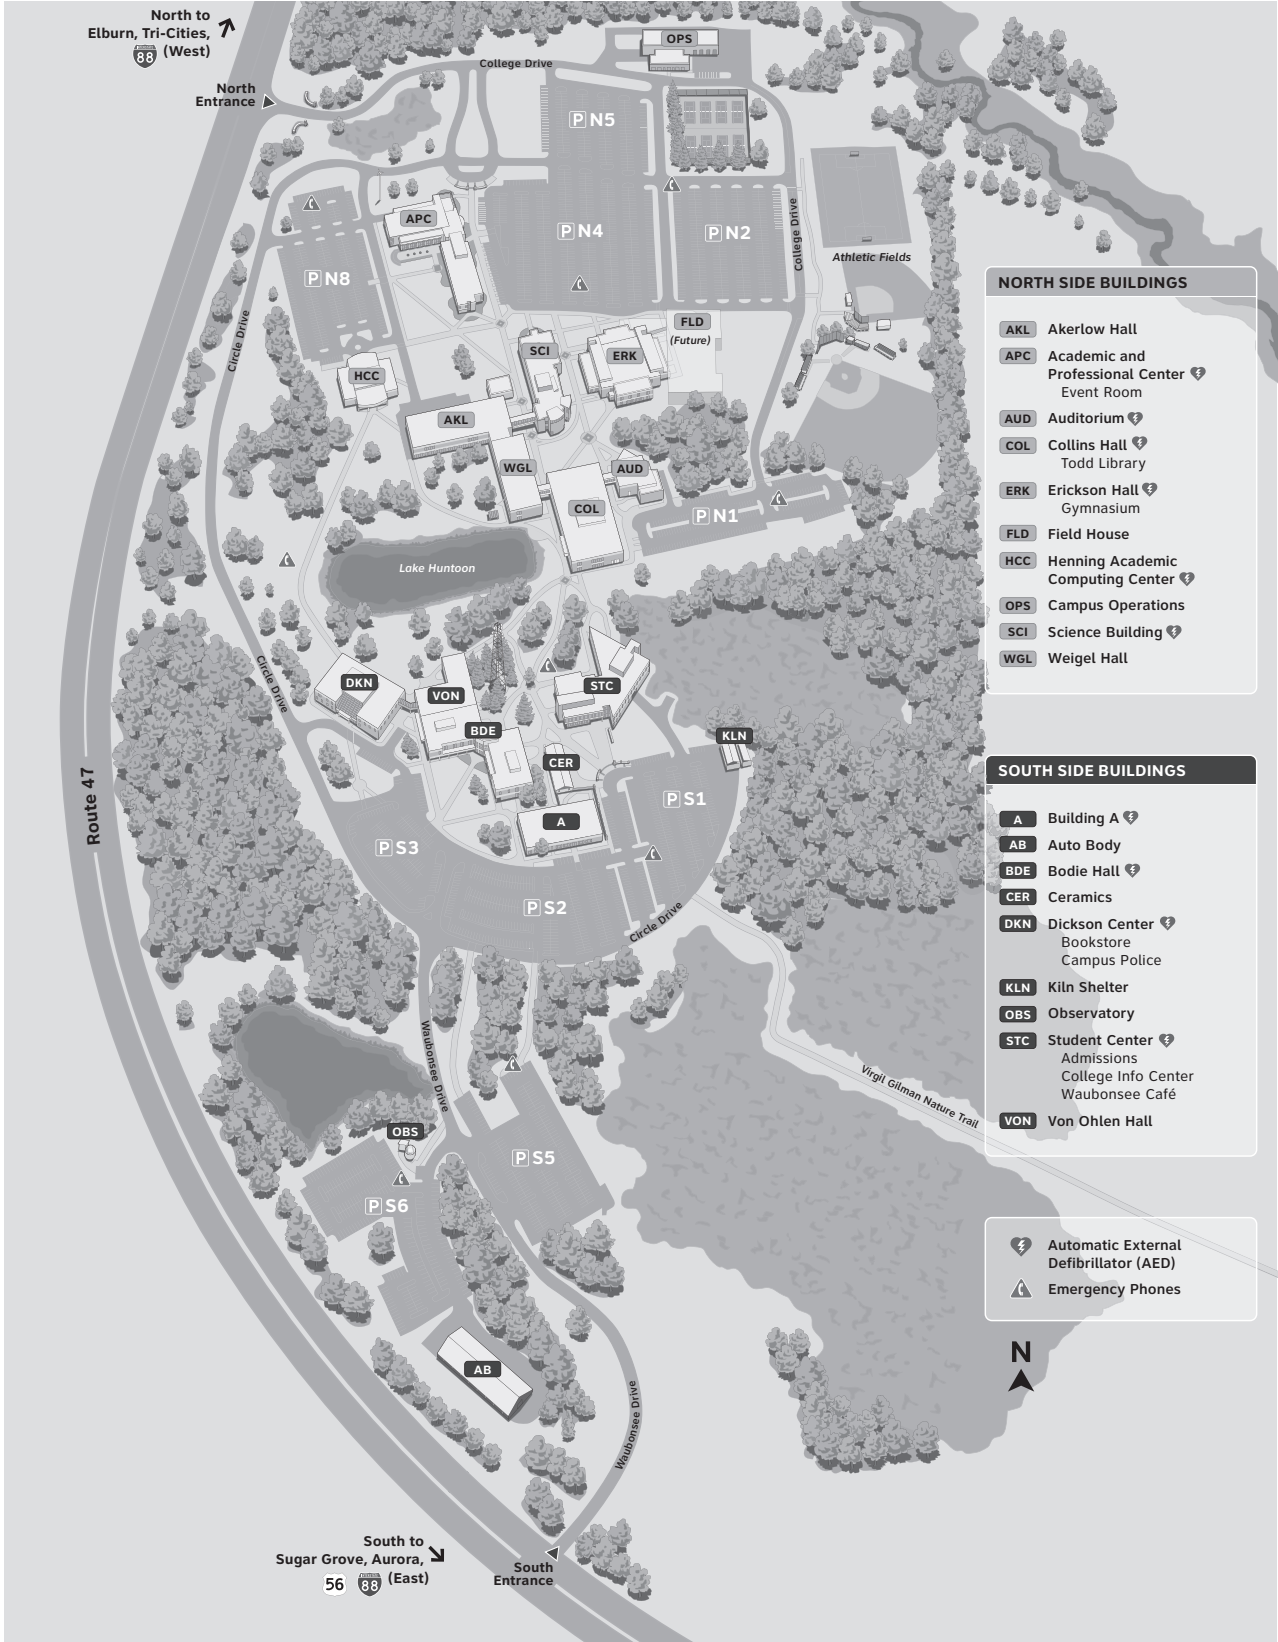 North to
Elburn, Tri-Cities,
88 (West)
North
Entrance
College Drive
OPS
P N5
APC
P N4
P N2
College Drive
Athletic Fields
P N8
Circle Drive
FLD
(Future)
SCI
ERK
HCC
AKL
WGL
AUD
COL
P N1
Lake Huntoon
Circle Drive
DKN
VON
STC
BDE
KLN
CER
P S1
A
Route 47
P S3
P S2
Circle Drive
Waubonsee Drive
Virgil Gilman Nature Trail
OBS
P S5
P S6
AB
Waubonsee Drive
South to
Sugar Grove, Aurora,
56 88 (East)
South
Entrance
NORTH SIDE BUILDINGS
AKL Akerlow Hall
APC Academic and
Professional Center
Event Room
AUD Auditorium
COL Collins Hall
Todd Library
ERK Erickson Hall
Gymnasium
FLD Field House
HCC Henning Academic
Computing Center
OPS Campus Operations
SCI Science Building
WGL Weigel Hall
SOUTH SIDE BUILDINGS
A Building A
AB Auto Body
BDE Bodie Hall
CER Ceramics
DKN Dickson Center
Bookstore
Campus Police
KLN Kiln Shelter
OBS Observatory
STC Student Center
Admissions
College Info Center
Waubonsee Café
VON Von Ohlen Hall
Automatic External
Defibrillator (AED)
Emergency Phones
N